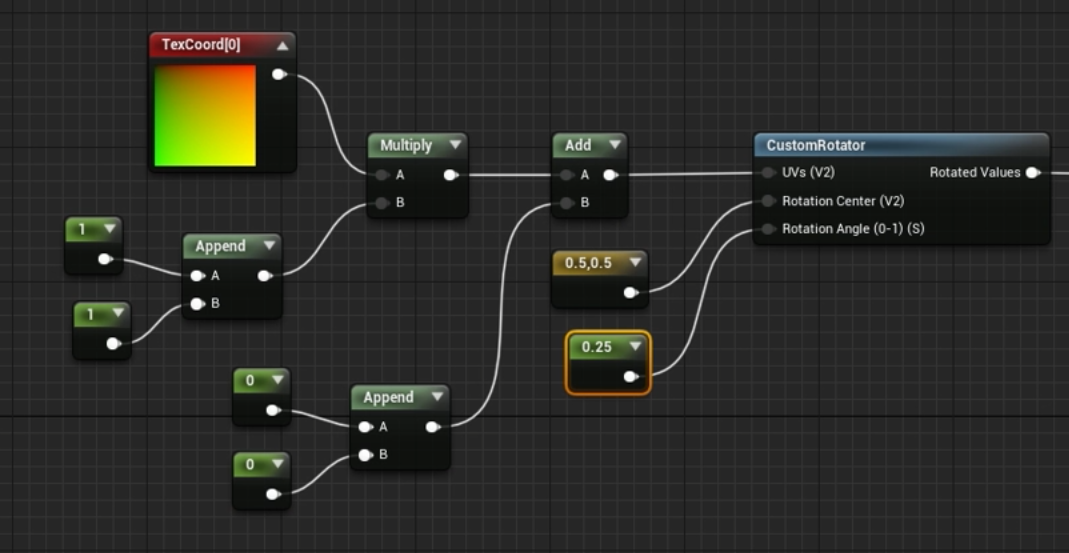 TexCoord[0]
Multiply
A
B
Add
A
B
CustomRotator
UVs (V2)
Rotated Values
Rotation Center (V2)
Rotation Angle (0-1) (S)
1
Append
A
B
1
0.5,0.5
0.25
0
Append
A
B
0